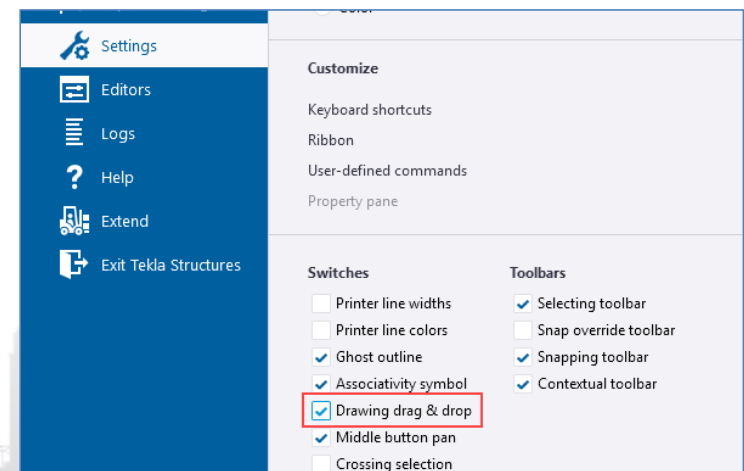 Settings
Editors
Logs
Help
Extend
Exit Tekla Structures
Customize
Keyboard shortcuts
Ribbon
User-defined commands
Property pane
Switches
Printer line widths
Printer line colors
Ghost outline
Associativity symbol
Drawing drag & drop
Middle button pan
Crossing selection
Toolbars
Selecting toolbar
Snap override toolbar
Snapping toolbar
Contextual toolbar